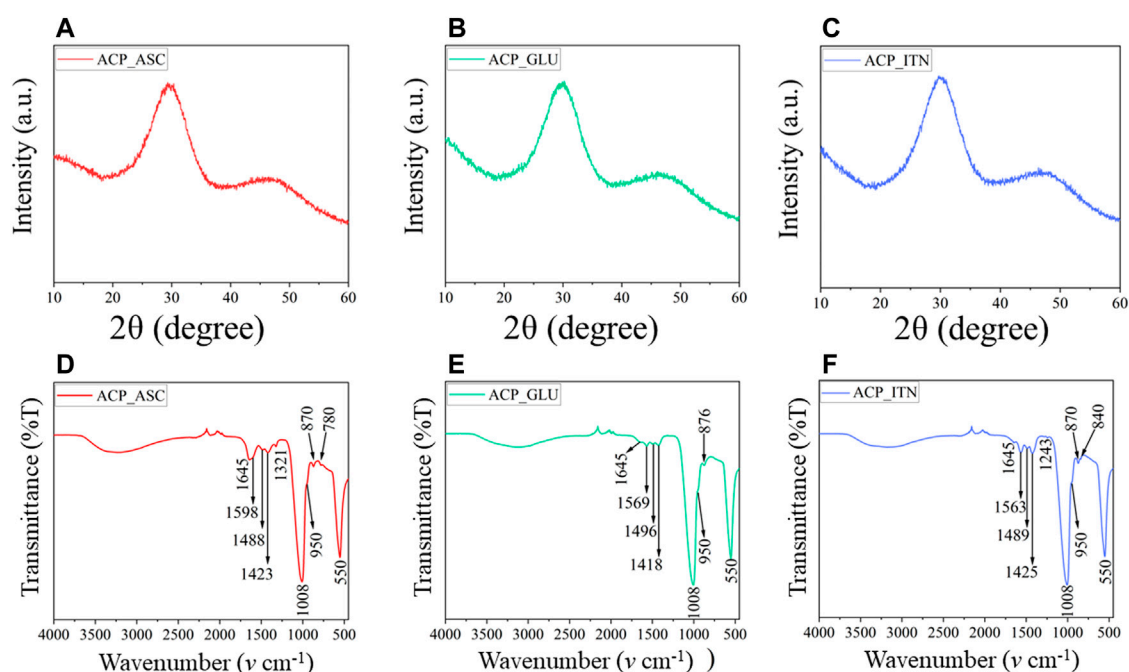 A
ACP_ASC
Intensity (a.u.)
10 20 30 40 50 60
2θ (degree)
B
ACP_GLU
Intensity (a.u.)
10 20 30 40 50 60
2θ (degree)
C
ACP_ITN
Intensity (a.u.)
10 20 30 40 50 60
2θ (degree)
D
ACP_ASC
Transmittance (%T)
870
780
1645
1321
1598
1488
1423
950
550
1008
4000 3500 3000 2500 2000 1500 1000 500
Wavenumber (ν cm⁻¹)
E
ACP_GLU
Transmittance (%T)
876
1645
1569
1496
1418
950
550
1008
4000 3500 3000 2500 2000 1500 1000 500
Wavenumber (ν cm⁻¹) )
F
ACP_ITN
Transmittance (%T)
870
840
1645
1243
1563
1489
1425
950
550
1008
4000 3500 3000 2500 2000 1500 1000 500
Wavenumber (ν cm⁻¹)